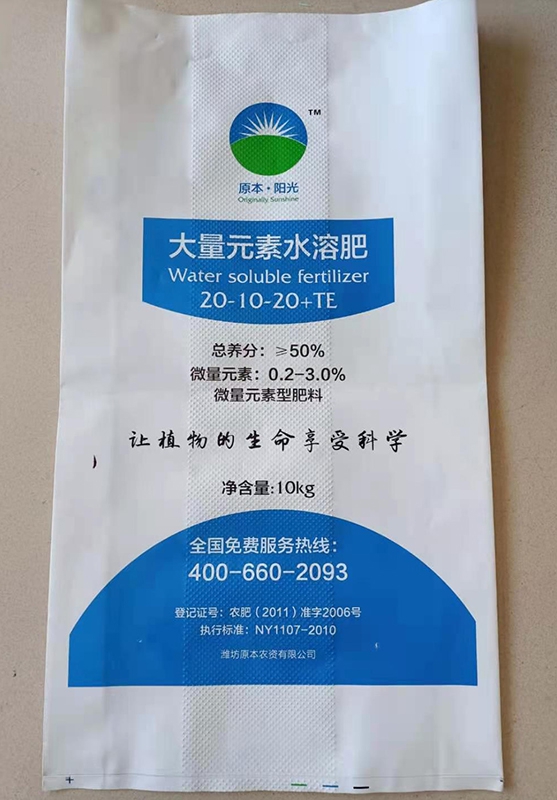 TM
原本·阳光
Originally Sunshine
大量元素水溶肥
Water soluble fertilizer
20-10-20+TE
总养分：≥50%
微量元素：0.2-3.0%
微量元素型肥料
让植物的生命享受科学
净含量:10kg
全国免费服务热线：
400-660-2093
登记证号：农肥（2011）准字2006号
执行标准：NY1107-2010
潍坊原本农资有限公司